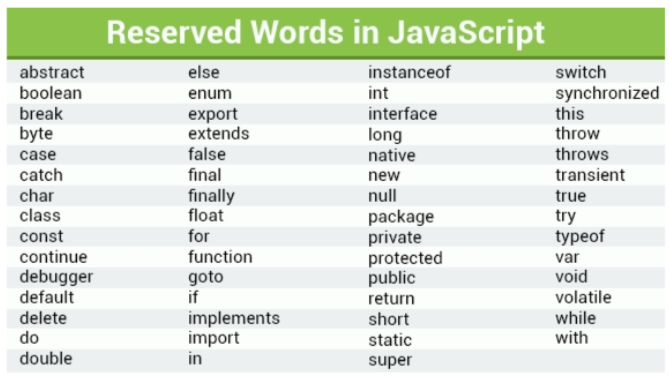 Reserved Words in JavaScript
abstract else instanceof switch
boolean enum int synchronized
break export interface this
byte extends long throw
case false native throws
catch final new transient
char finally null true
class float package try
const for private typeof
continue function protected var
debugger goto public void
default if return volatile
delete implements short while
do import static with
double in super